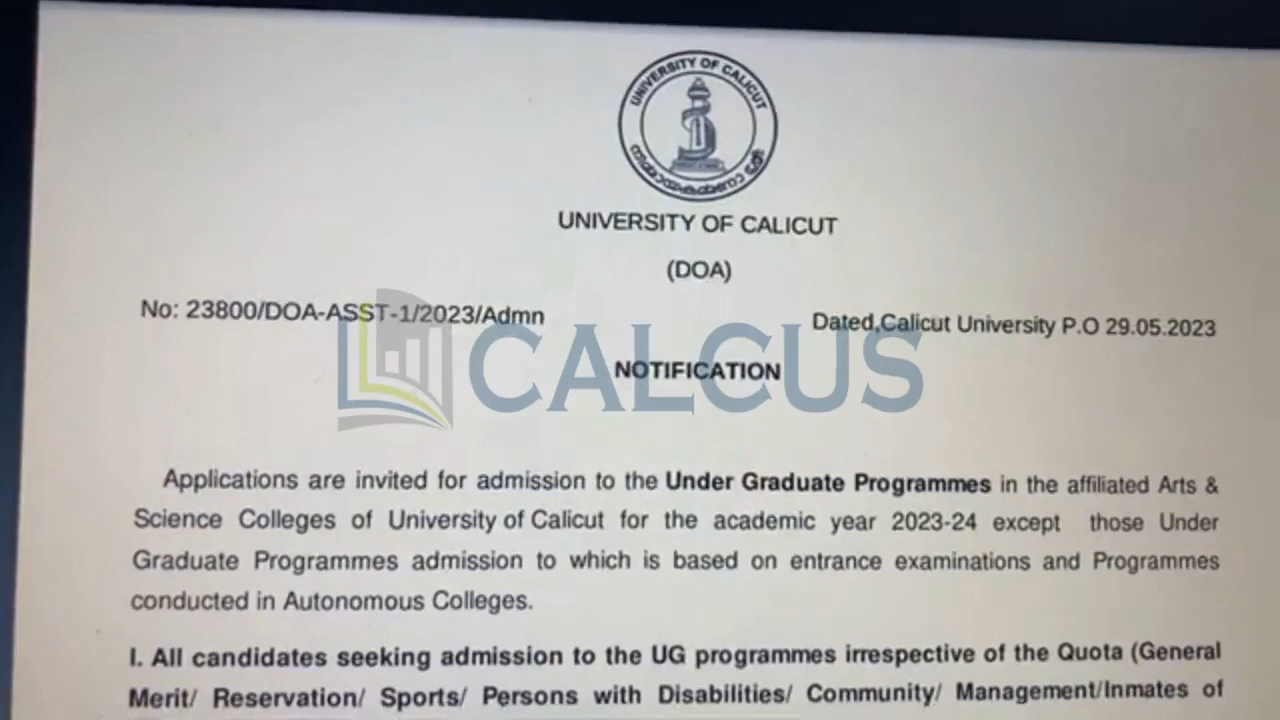 UNIVERSITY OF CALICUT
UNIVERSITY OF CALICUT
(DOA)
No: 23800/DOA-ASST-1/2023/Admn
Dated,Calicut University P.O 29.05.2023
CALCUS
NOTIFICATION
Applications are invited for admission to the Under Graduate Programmes in the affiliated Arts &
Science Colleges of University of Calicut for the academic year 2023-24 except those Under
Graduate Programmes admission to which is based on entrance examinations and Programmes
conducted in Autonomous Colleges.
I. All candidates seeking admission to the UG programmes irrespective of the Quota (General
Merit/ Reservation/ Sports/ Persons with Disabilities/ Community/ Management/Inmates of